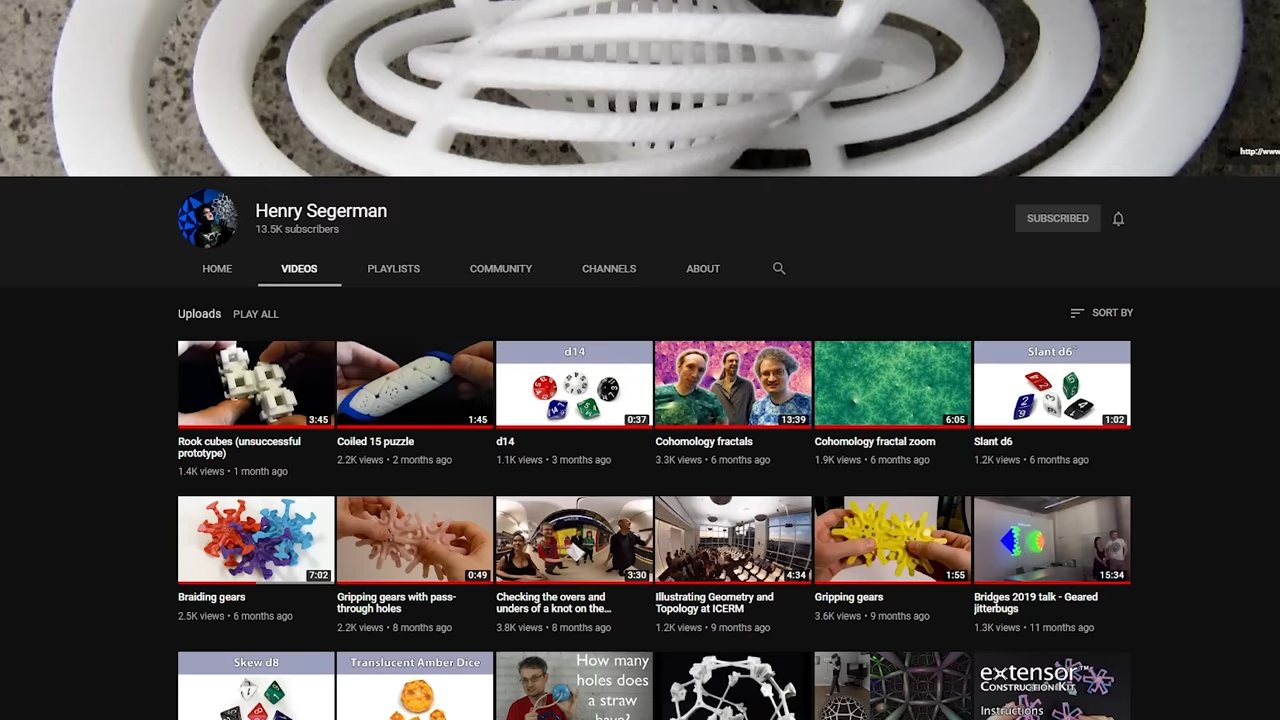 http://www
Henry Segerman
13.5K subscribers
SUBSCRIBED
HOME VIDEOS PLAYLISTS COMMUNITY CHANNELS ABOUT
Uploads PLAY ALL SORT BY
d14
Slant d6
3:45 1:45 0:37 13:39 6:05 1:02
Rook cubes (unsuccessful
prototype)
1.4K views • 1 month ago
Coiled 15 puzzle
2.2K views • 2 months ago
d14
1.1K views • 3 months ago
Cohomology fractals
3.3K views • 6 months ago
Cohomology fractal zoom
1.9K views • 6 months ago
Slant d6
1.2K views • 6 months ago
7:02 0:49 3:30 4:34 1:55 15:34
Braiding gears
2.5K views • 6 months ago
Gripping gears with pass-
through holes
2.2K views • 8 months ago
Checking the overs and
unders of a knot on the...
3.8K views • 8 months ago
Illustrating Geometry and
Topology at ICERM
1.2K views • 9 months ago
Gripping gears
3.6K views • 9 months ago
Bridges 2019 talk - Geared
jitterbugs
1.3K views • 11 months ago
Skew d8
Translucent Amber Dice
How many
holes does
a straw
have?
extensor™
CONSTRUCTION KIT
Instructions